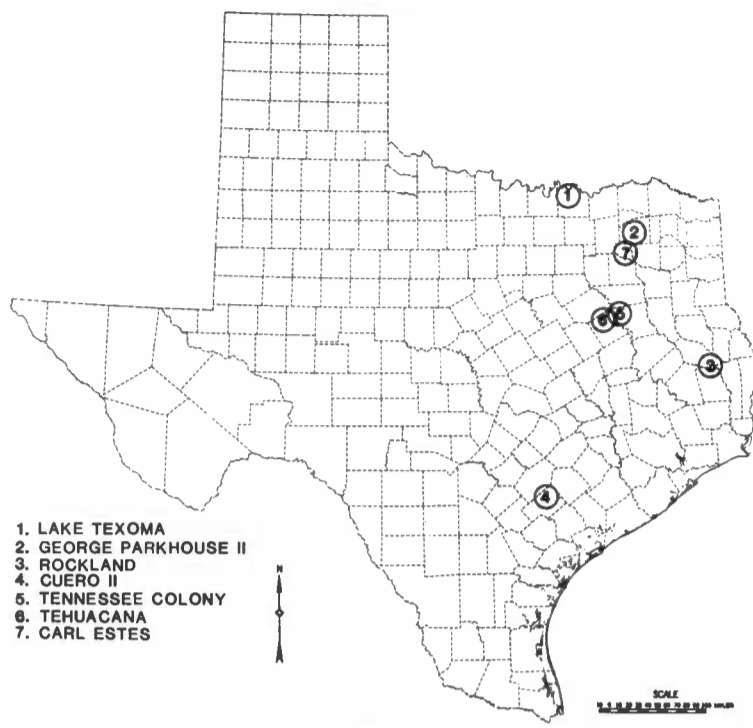 1
2
7
6 5
3
4
1. LAKE TEXOMA
2. GEORGE PARKHOUSE II
3. ROCKLAND
4. CUERO II
5. TENNESSEE COLONY
6. TEHUACANA
7. CARL ESTES
N
SCALE